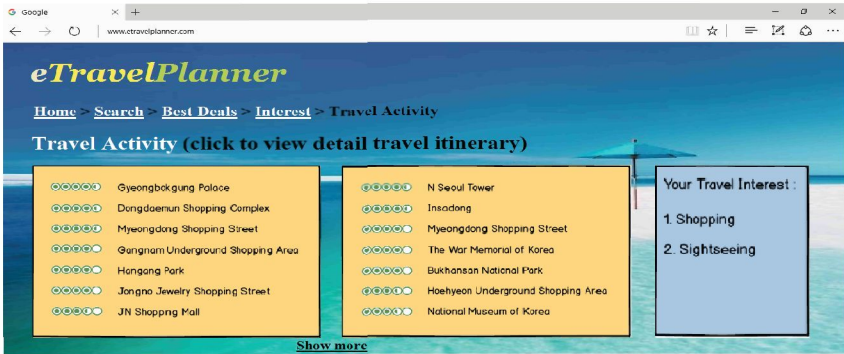 Google
www.etravelplanner.com
eTravelPlanner
Home > Search > Best Deals > Interest > Travel Activity
Travel Activity (click to view detail travel itinerary)
Gyeongbokgung Palace
Dongdaemun Shopping Complex
Myeongdong Shopping Street
Gangnam Underground Shopping Area
Hangang Park
Jongno Jewelry Shopping Street
JN Shopping Mall
N Seoul Tower
Insadong
Myeongdong Shopping Street
The War Memorial of Korea
Bukhansan National Park
Hoehyeon Underground Shopping Area
National Museum of Korea
Your Travel Interest :
1. Shopping
2. Sightseeing
Show more